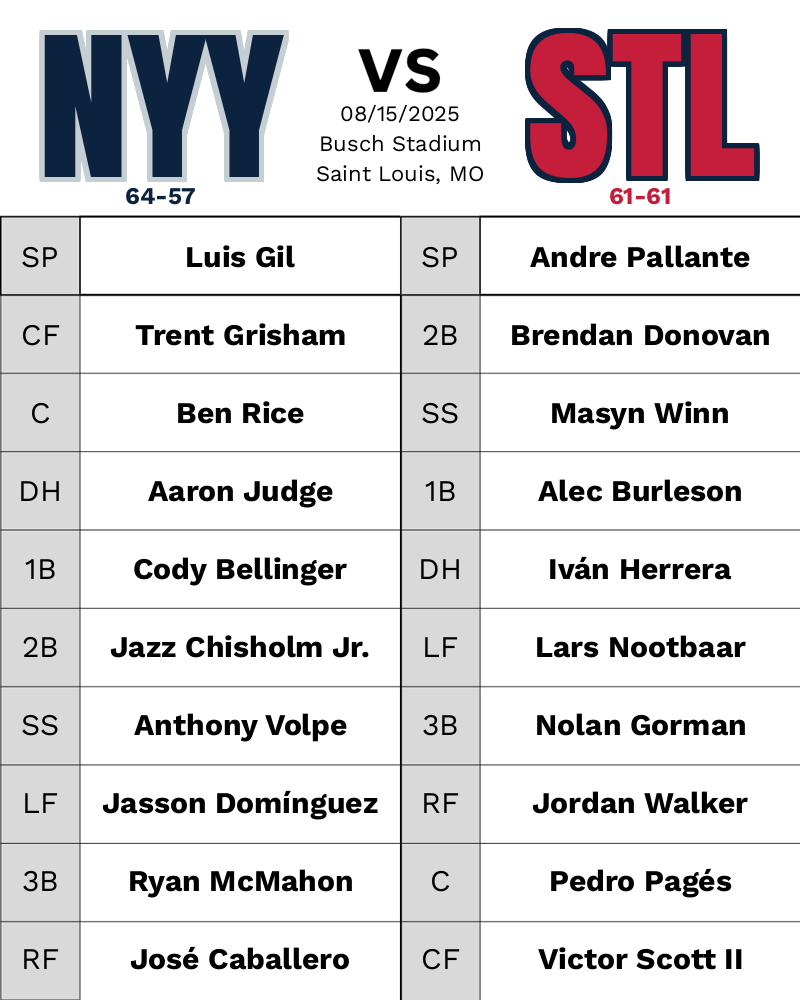 NYY
VS
STL
08/15/2025
Busch Stadium
Saint Louis, MO
64-57
61-61
SP Luis Gil SP Andre Pallante
CF Trent Grisham 2B Brendan Donovan
C Ben Rice SS Masyn Winn
DH Aaron Judge 1B Alec Burleson
1B Cody Bellinger DH Iván Herrera
2B Jazz Chisholm Jr. LF Lars Nootbaar
SS Anthony Volpe 3B Nolan Gorman
LF Jasson Domínguez RF Jordan Walker
3B Ryan McMahon C Pedro Pagés
RF José Caballero CF Victor Scott II